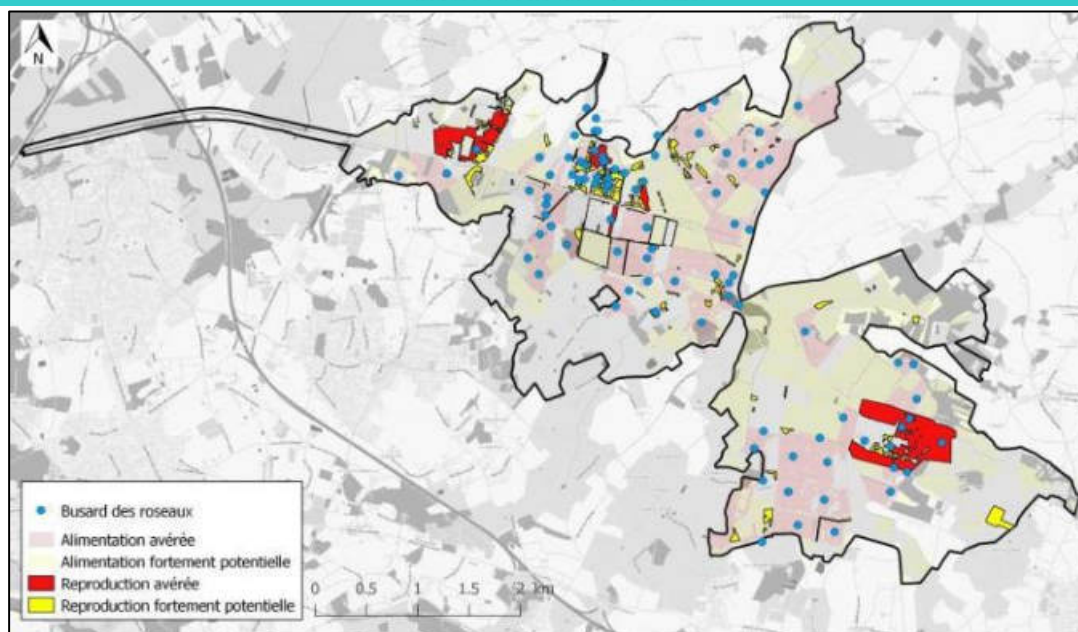 N
Busard des roseaux
Alimentation avérée
Alimentation fortement potentielle
Reproduction avérée
Reproduction fortement potentielle
0 0.5 1 1.5 2 km